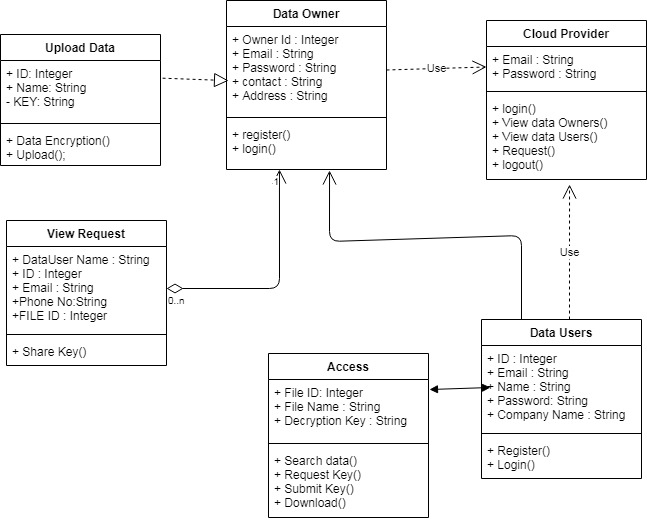 Data Owner
+ Owner Id : Integer
+ Email : String
+ Password : String
+ contact : String
+ Address : String
+ register()
+ login()
Upload Data
+ ID: Integer
+ Name: String
- KEY: String
+ Data Encryption()
+ Upload();
Cloud Provider
+ Email : String
+ Password : String
+ login()
+ View data Owners()
+ View data Users()
+ Request()
+ logout()
Use
1
View Request
+ DataUser Name : String
+ ID : Integer
+ Email : String
+Phone No:String
+FILE ID : Integer
+ Share Key()
0..n
Use
Data Users
+ ID : Integer
+ Email : String
+ Name : String
+ Password: String
+ Company Name : String
+ Register()
+ Login()
Access
+ File ID: Integer
+ File Name : String
+ Decryption Key : String
+ Search data()
+ Request Key()
+ Submit Key()
+ Download()